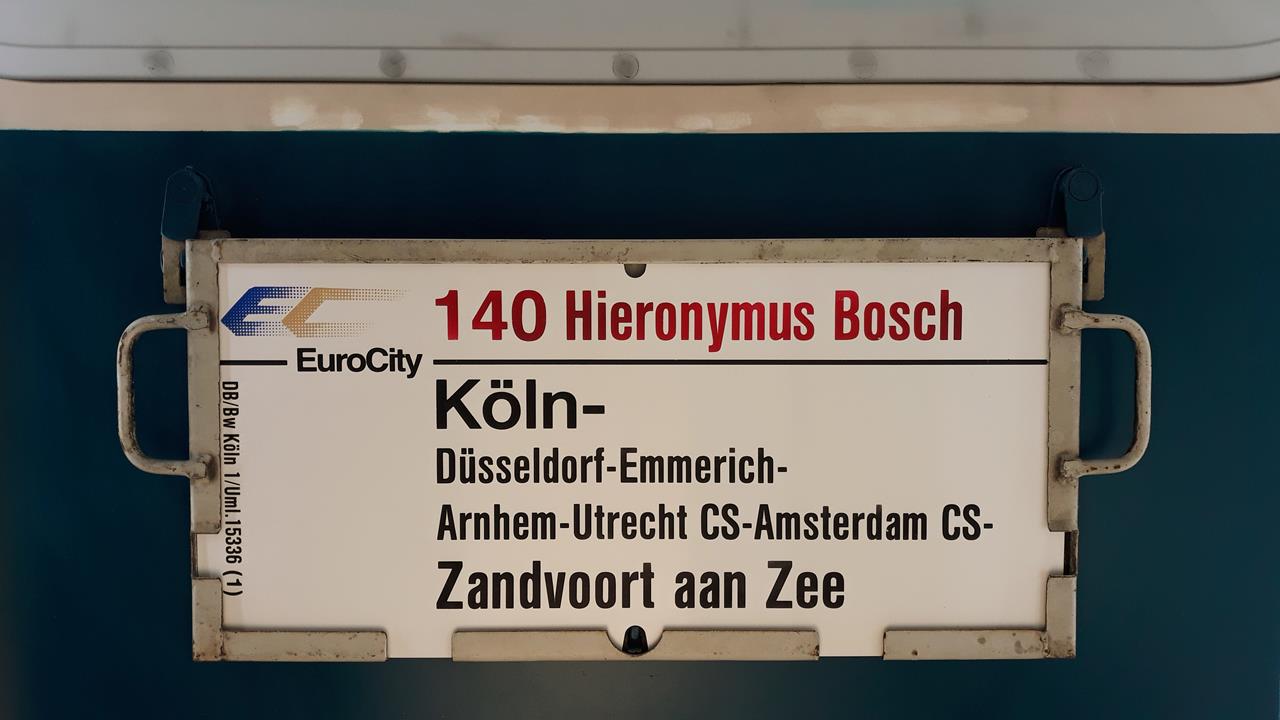 EC
140 Hieronymus Bosch
EuroCity
Köln-
Düsseldorf-Emmerich-
Arnhem-Utrecht CS-Amsterdam CS-
Zandvoort aan Zee
DB/Bw Köln 1/Uml.15336 (1)